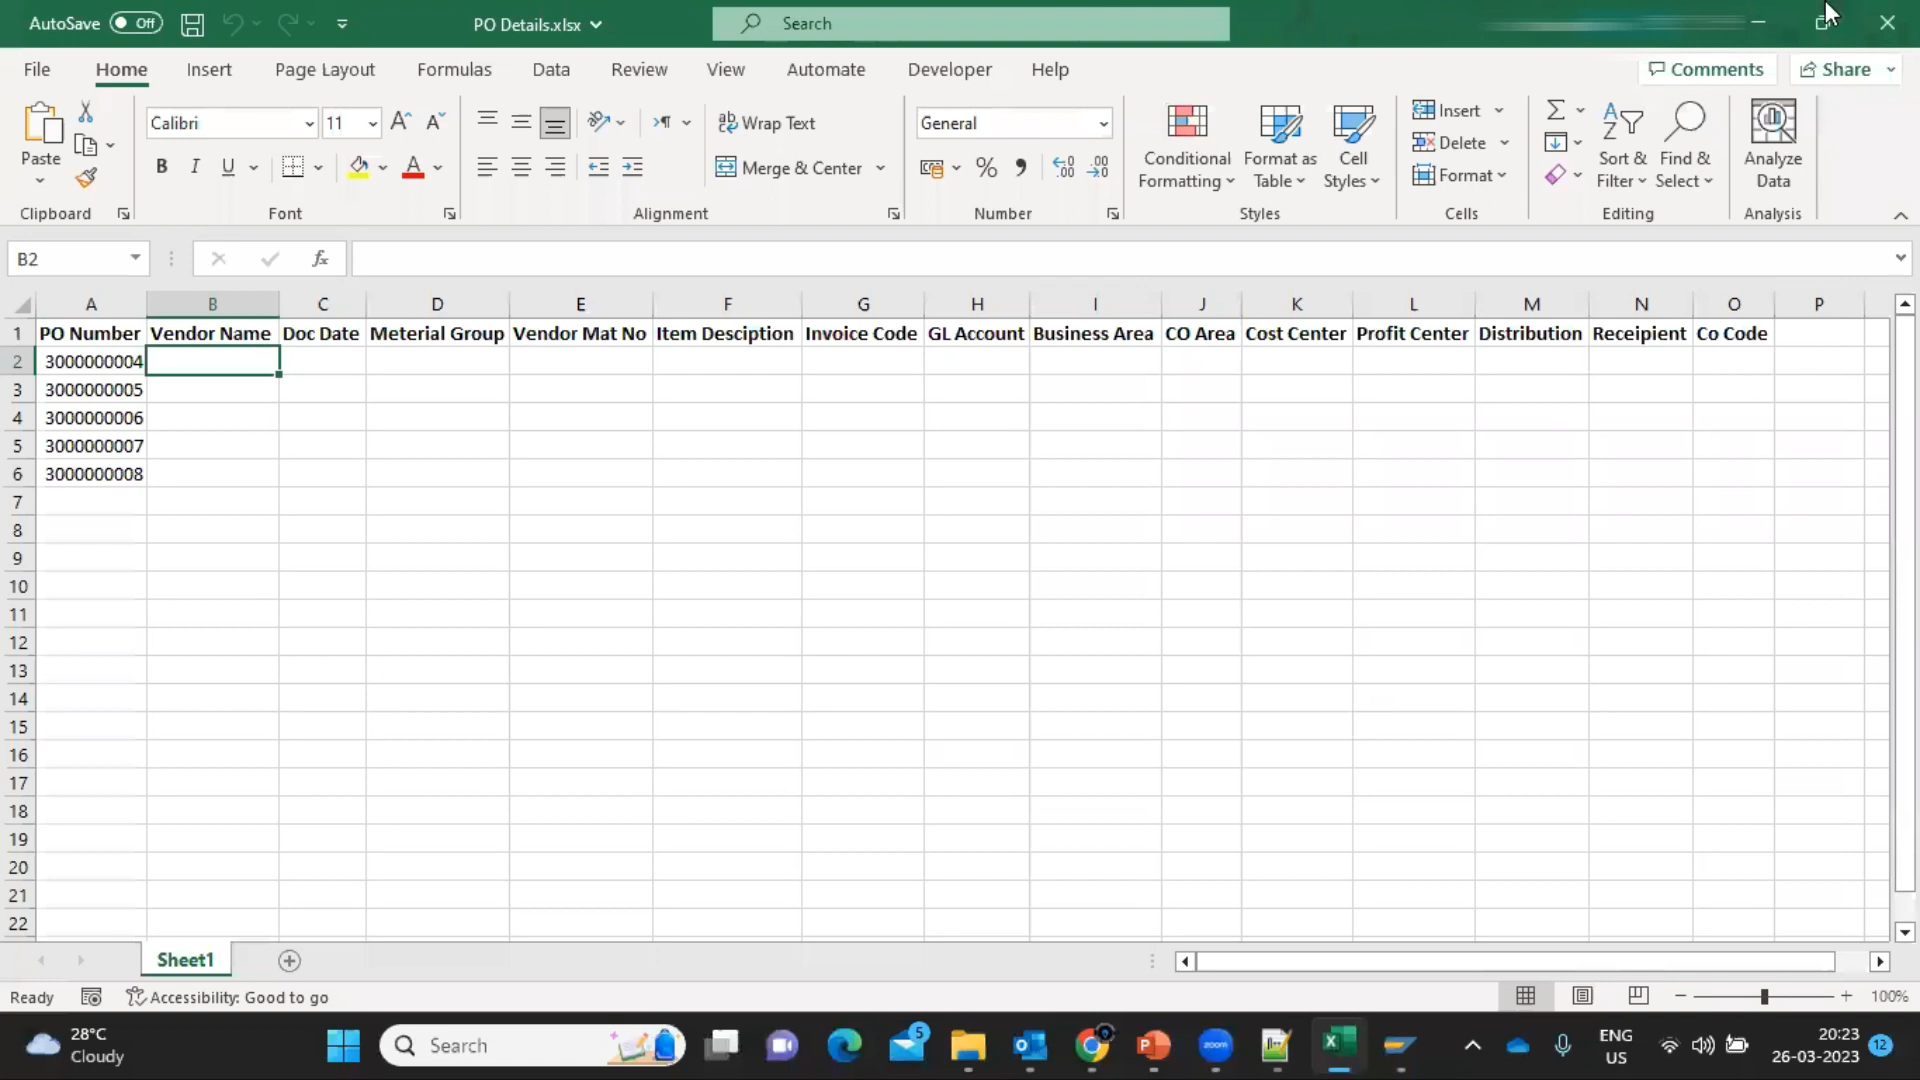 AutoSave Off PO Details.xlsx Search
File Home Insert Page Layout Formulas Data Review View Automate Developer Help Comments Share
Calibri 11 Wrap Text General Insert
Paste B I U Merge & Center % Conditional Formatting Format as Table Cell Styles Delete Sort & Filter Find & Select Analyze Data
Format
Clipboard Font Alignment Number Styles Cells Editing Analysis
B2 fx
A B C D E F G H I J K L M N O P
1 PO Number Vendor Name Doc Date Meterial Group Vendor Mat No Item Desciption Invoice Code GL Account Business Area CO Area Cost Center Profit Center Distribution Receipient Co Code
2 3000000004
3 3000000005
4 3000000006
5 3000000007
6 3000000008
7
8
9
10
11
12
13
14
15
16
17
18
19
20
21
22
Sheet1
Ready Accessibility: Good to go 100%
28°C
Cloudy
Search
5
zoom
ENG
US
20:23
26-03-2023
12